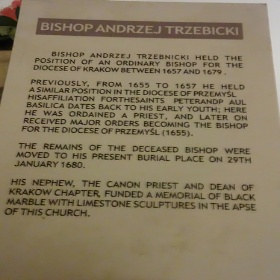 BISHOP ANDRZEJ TRZEBICKI
BISHOP ANDRZEJ TRZEBNICKI HELD THE
POSITION OF AN ORDINARY BISHOP FOR THE
DIOCESE OF KRAKOW BETWEEN 1657 AND 1679 .
PREVIOUSLY, FROM 1655 TO 1657 HE HELD
A SIMILAR POSITION IN THE DIOCESE OF PRZEMYŚL
HISAFFILIATION FORTHESAINTS PETERANDP AUL
BASILICA DATES BACK TO HIS EARLY YOUTH; HERE
HE WAS ORDAINED A PRIEST, AND LATER ON
RECEIVED MAJOR ORDERS BECOMING THE BISHOP
FOR THE DIOCESE OF PRZEMYŚL (1655).
THE REMAINS OF THE DECEASED BISHOP WERE
MOVED TO HIS PRESENT BURIAL PLACE ON 29TH
JANUARY 1680.
HIS NEPHEW, THE CANON PRIEST AND DEAN OF
KRAKOW CHAPTER, FUNDED A MEMORIAL OF BLACK
MARBLE WITH LIMESTONE SCULPTURES IN THE APSE
OF THIS CHURCH.